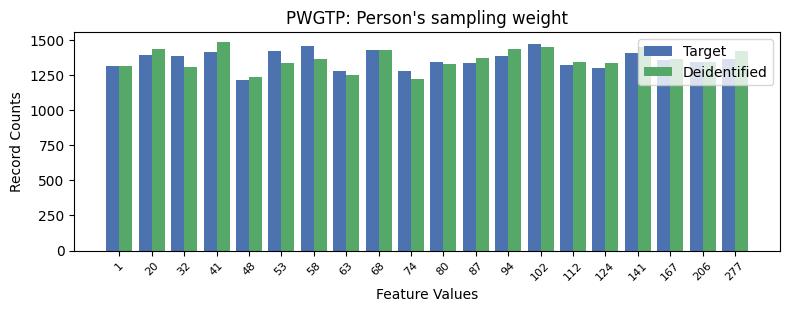 PWGTP: Person's sampling weight
Record Counts
1500
1250
1000
750
500
250
0
Target
Deidentified
1 20 32 41 48 53 58 63 68 74 80 87 94 102 112 124 141 167 206 277
Feature Values